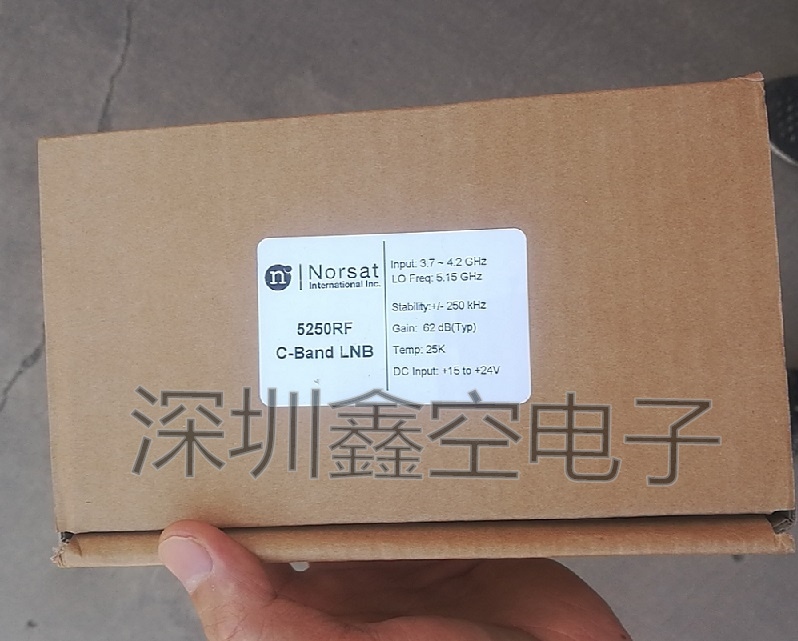 n | Norsat
International Inc.
5250RF
C-Band LNB
Input: 3.7 ~ 4.2 GHz
LO Freq: 5.15 GHz
Stability:+/- 250 kHz
Gain: 62 dB(Typ)
Temp: 25K
DC Input: +15 to +24V
深圳鑫空电子